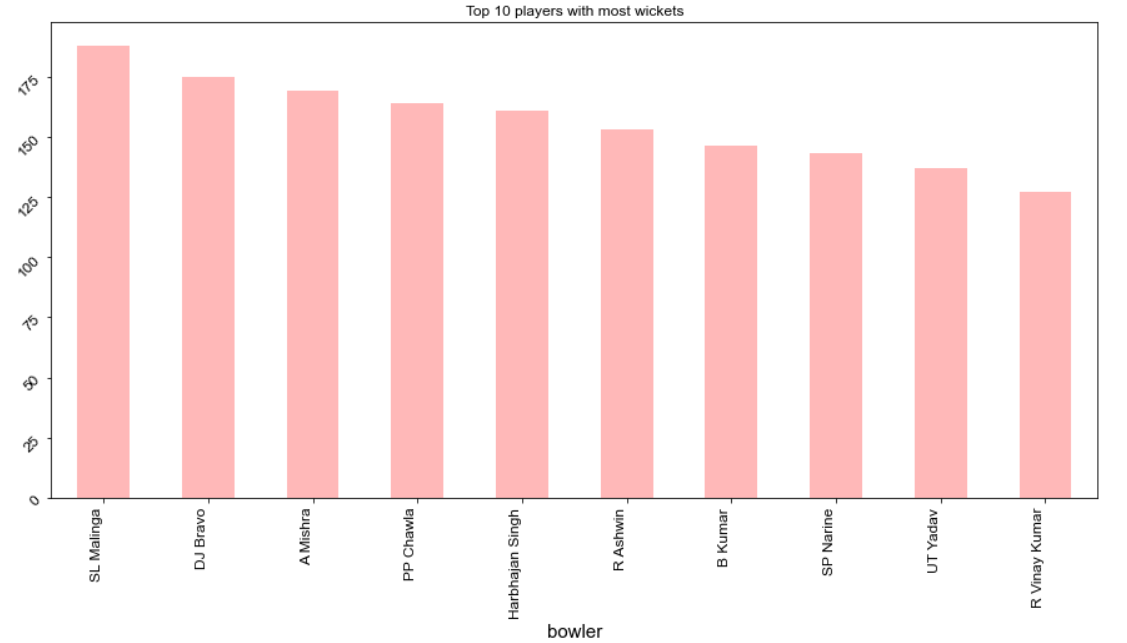 Top 10 players with most wickets
175
150
125
100
75
50
25
0
SL Malinga
DJ Bravo
A Mishra
PP Chawla
Harbhajan Singh
R Ashwin
B Kumar
SP Narine
UT Yadav
R Vinay Kumar
bowler